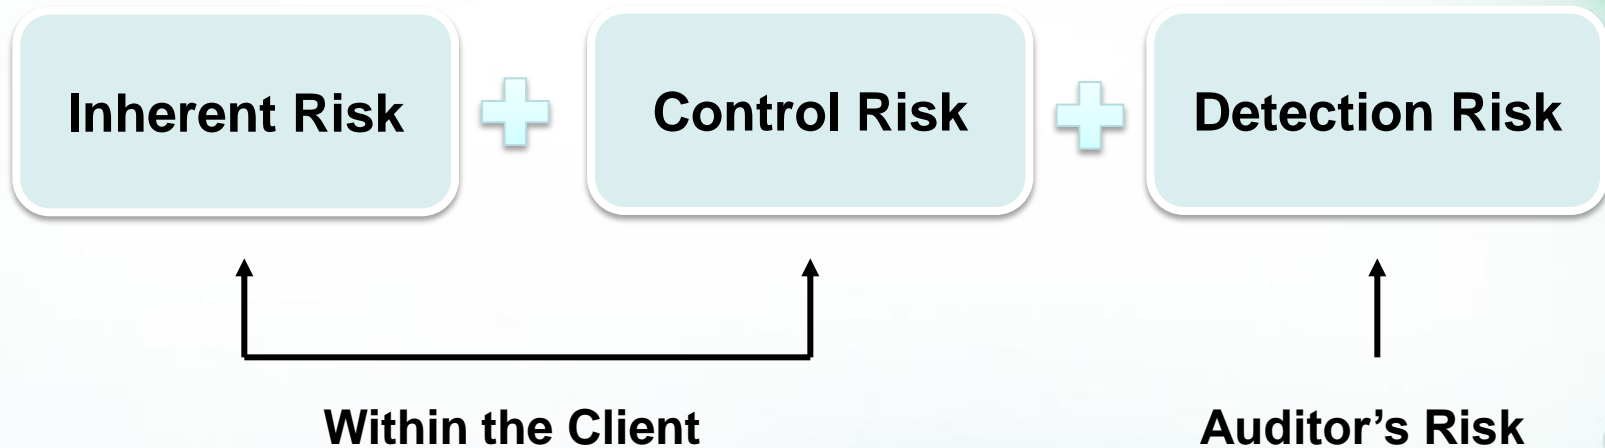 Inherent Risk
Control Risk
Detection Risk
Within the Client
Auditor’s Risk